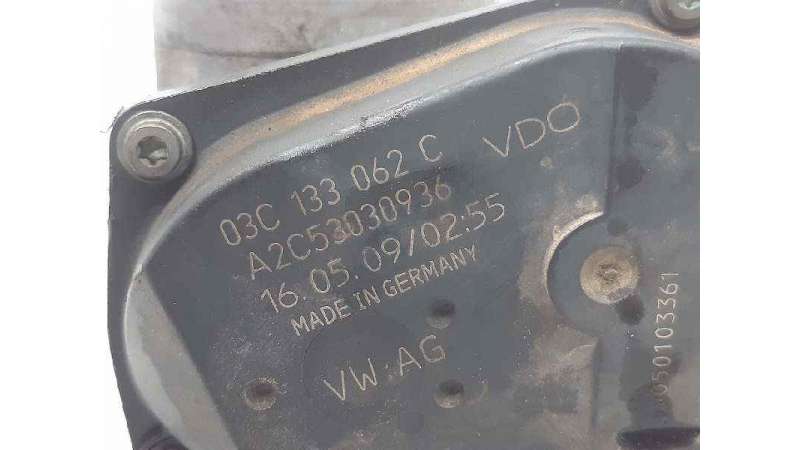 VDO
03C 133 062 C
A2C53030936
16.05.09/02:55
MADE IN GERMANY
VW.AG
050103361